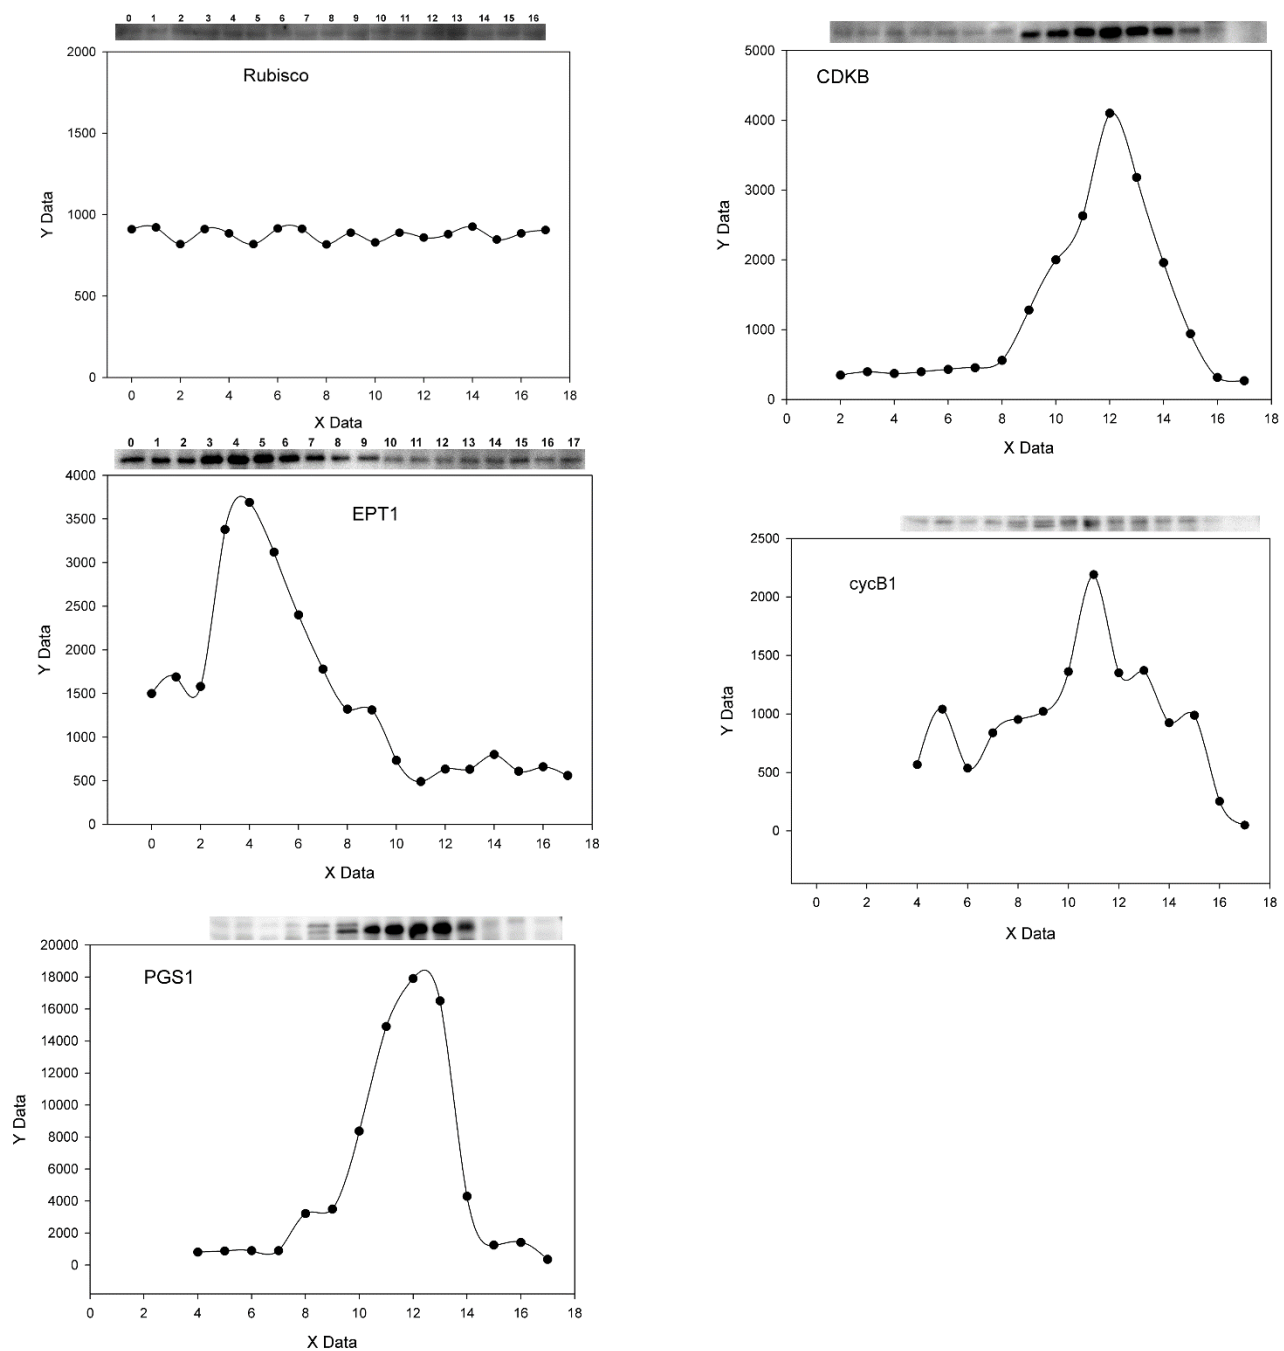 0 1 2 3 4 5 6 7 8 9 10 11 12 13 14 15 16
2000
Rubisco
1500
1000
500
0
Y Data
0 2 4 6 8 10 12 14 16 18
X Data
5000
CDKB
4000
3000
2000
1000
0
Y Data
0 2 4 6 8 10 12 14 16 18
X Data
0 1 2 3 4 5 6 7 8 9 10 11 12 13 14 15 16 17
4000
EPT1
3500
3000
2500
2000
1500
1000
500
0
Y Data
0 2 4 6 8 10 12 14 16 18
X Data
2500
cycB1
2000
1500
1000
500
0
Y Data
0 2 4 6 8 10 12 14 16 18
X Data
20000
PGS1
18000
16000
14000
12000
10000
8000
6000
4000
2000
0
Y Data
0 2 4 6 8 10 12 14 16 18
X Data